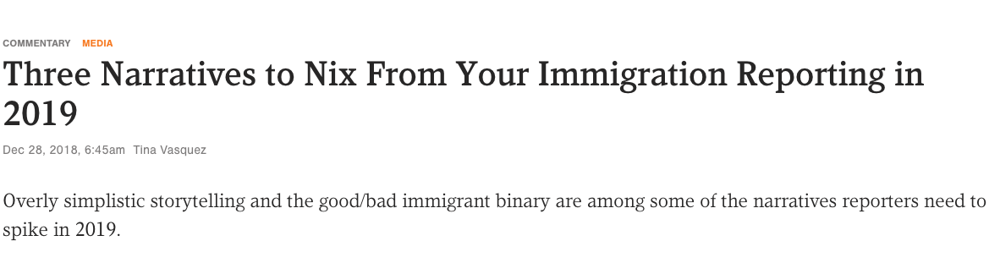 COMMENTARY MEDIA
Three Narratives to Nix From Your Immigration Reporting in
2019
Dec 28, 2018, 6:45am Tina Vasquez
Overly simplistic storytelling and the good/bad immigrant binary are among some of the narratives reporters need to
spike in 2019.